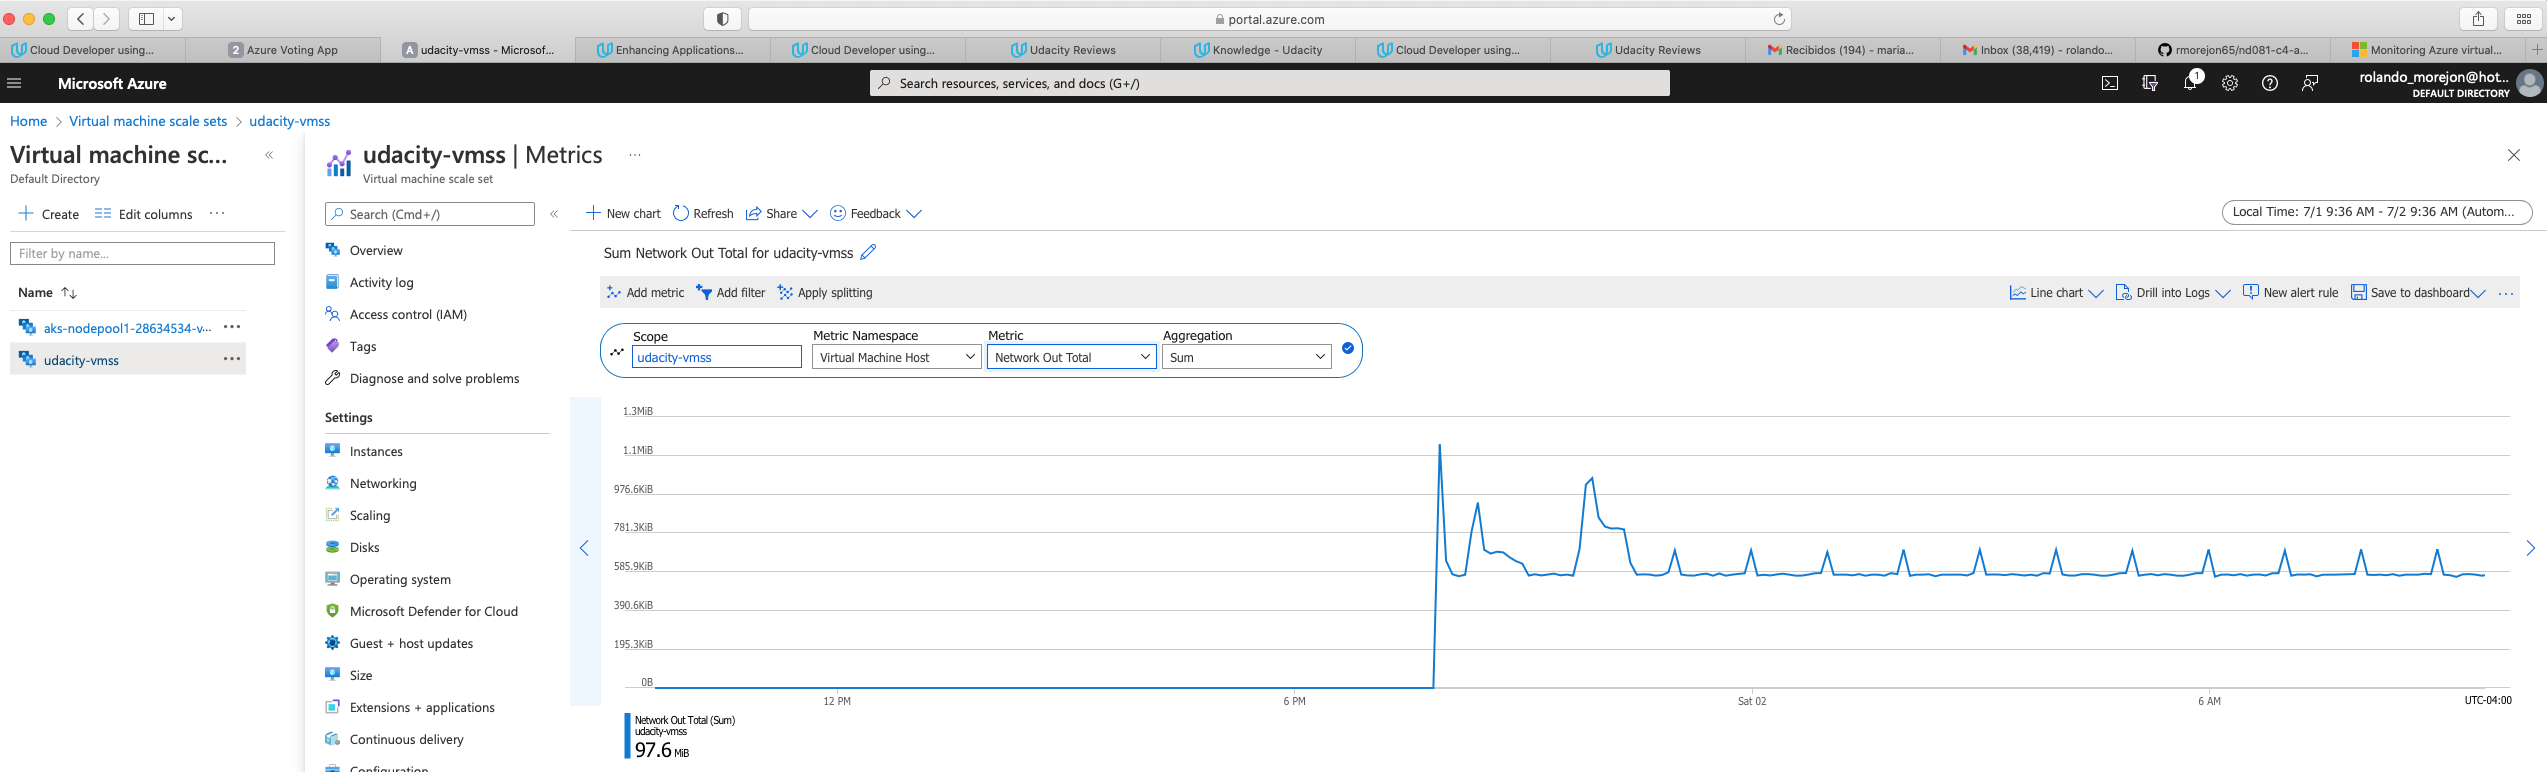 portal.azure.com
Cloud Developer using...
2 Azure Voting App
A udacity-vmss - Microsof...
Enhancing Applications...
Cloud Developer using...
Udacity Reviews
Knowledge - Udacity
Cloud Developer using...
Udacity Reviews
Recibidos (194) - maria...
Inbox (38,419) - rolando...
rmorejon65/nd081-c4-a...
Monitoring Azure virtual...
Microsoft Azure
Search resources, services, and docs (G+/)
1
rolando_morejon@hot...
DEFAULT DIRECTORY
Home > Virtual machine scale sets > udacity-vmss
Virtual machine sc...
Default Directory
Create
Edit columns
Filter by name...
Name
aks-nodepool1-28634534-v...
udacity-vmss
udacity-vmss | Metrics
Virtual machine scale set
Search (Cmd+/)
Overview
Activity log
Access control (IAM)
Tags
Diagnose and solve problems
Settings
Instances
Networking
Scaling
Disks
Operating system
Microsoft Defender for Cloud
Guest + host updates
Size
Extensions + applications
Continuous delivery
Configuration
New chart
Refresh
Share
Feedback
Local Time: 7/1 9:36 AM - 7/2 9:36 AM (Autom...
Sum Network Out Total for udacity-vmss
Add metric
Add filter
Apply splitting
Line chart
Drill into Logs
New alert rule
Save to dashboard
Scope
udacity-vmss
Metric Namespace
Virtual Machine Host
Metric
Network Out Total
Aggregation
Sum
1.3MiB
1.1MiB
976.6KiB
781.3KiB
585.9KiB
390.6KiB
195.3KiB
0B
12 PM
6 PM
Sat 02
6 AM
UTC-04:00
Network Out Total (Sum)
udacity-vmss
97.6 MiB